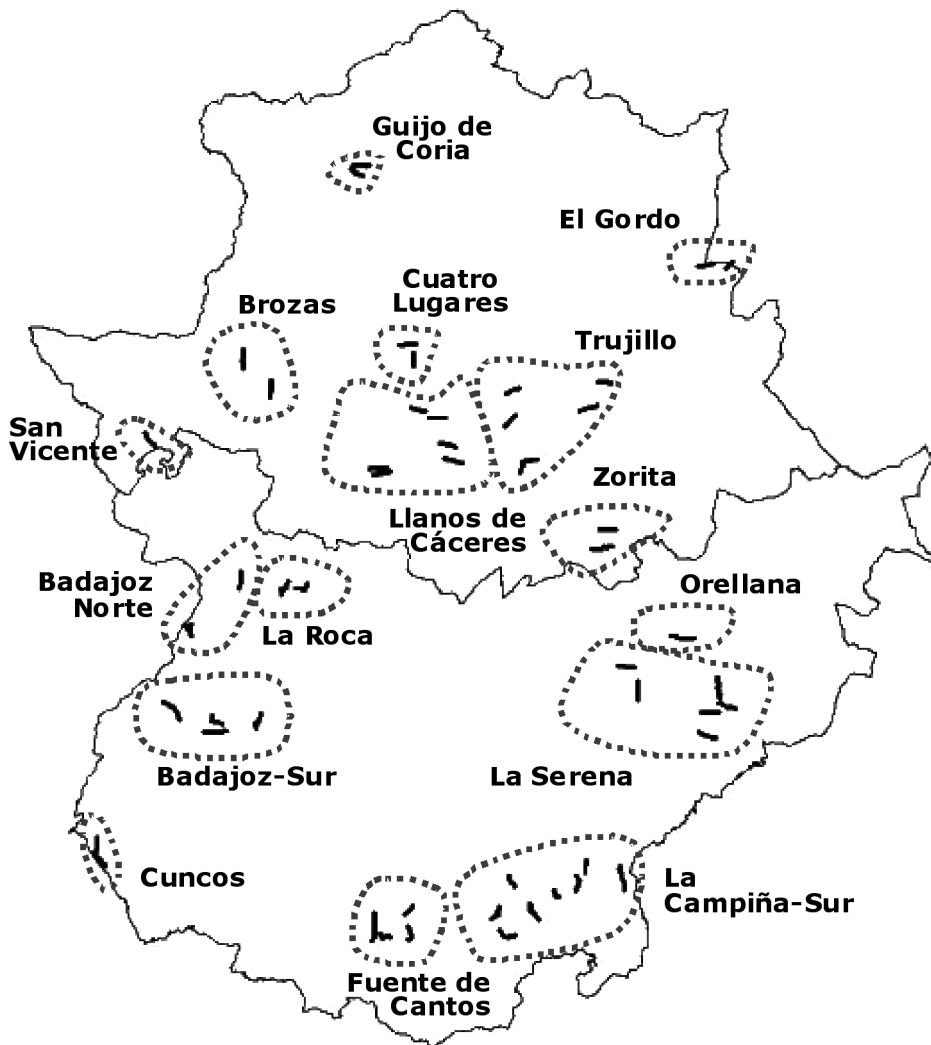 Guijo de
Coria
El Gordo
Cuatro
Lugares
Brozas
Trujillo
San
Vicente
Zorita
Llanos de
Cáceres
Badajoz
Norte
Orellana
La Roca
Badajoz-Sur
La Serena
Cuncos
La
Campiña-Sur
Fuente de
Cantos